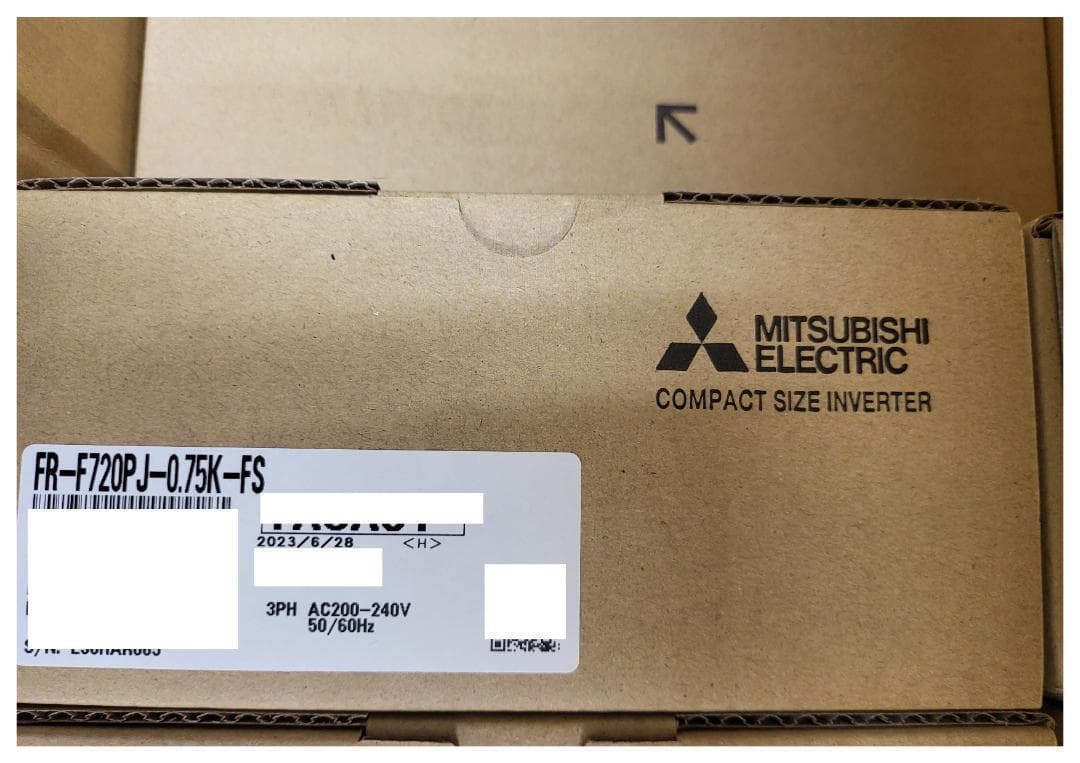 MITSUBISHI
ELECTRIC
COMPACT SIZE INVERTER
FR-F720PJ-0.75K-FS
2023/6/28 <H>
3PH AC200-240V
50/60Hz
S/N: